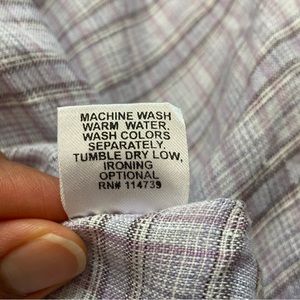 MACHINE WASH
WARM WATER,
WASH COLORS
SEPARATELY,
TUMBLE DRY LOW,
IRONING
OPTIONAL
RN# 114739